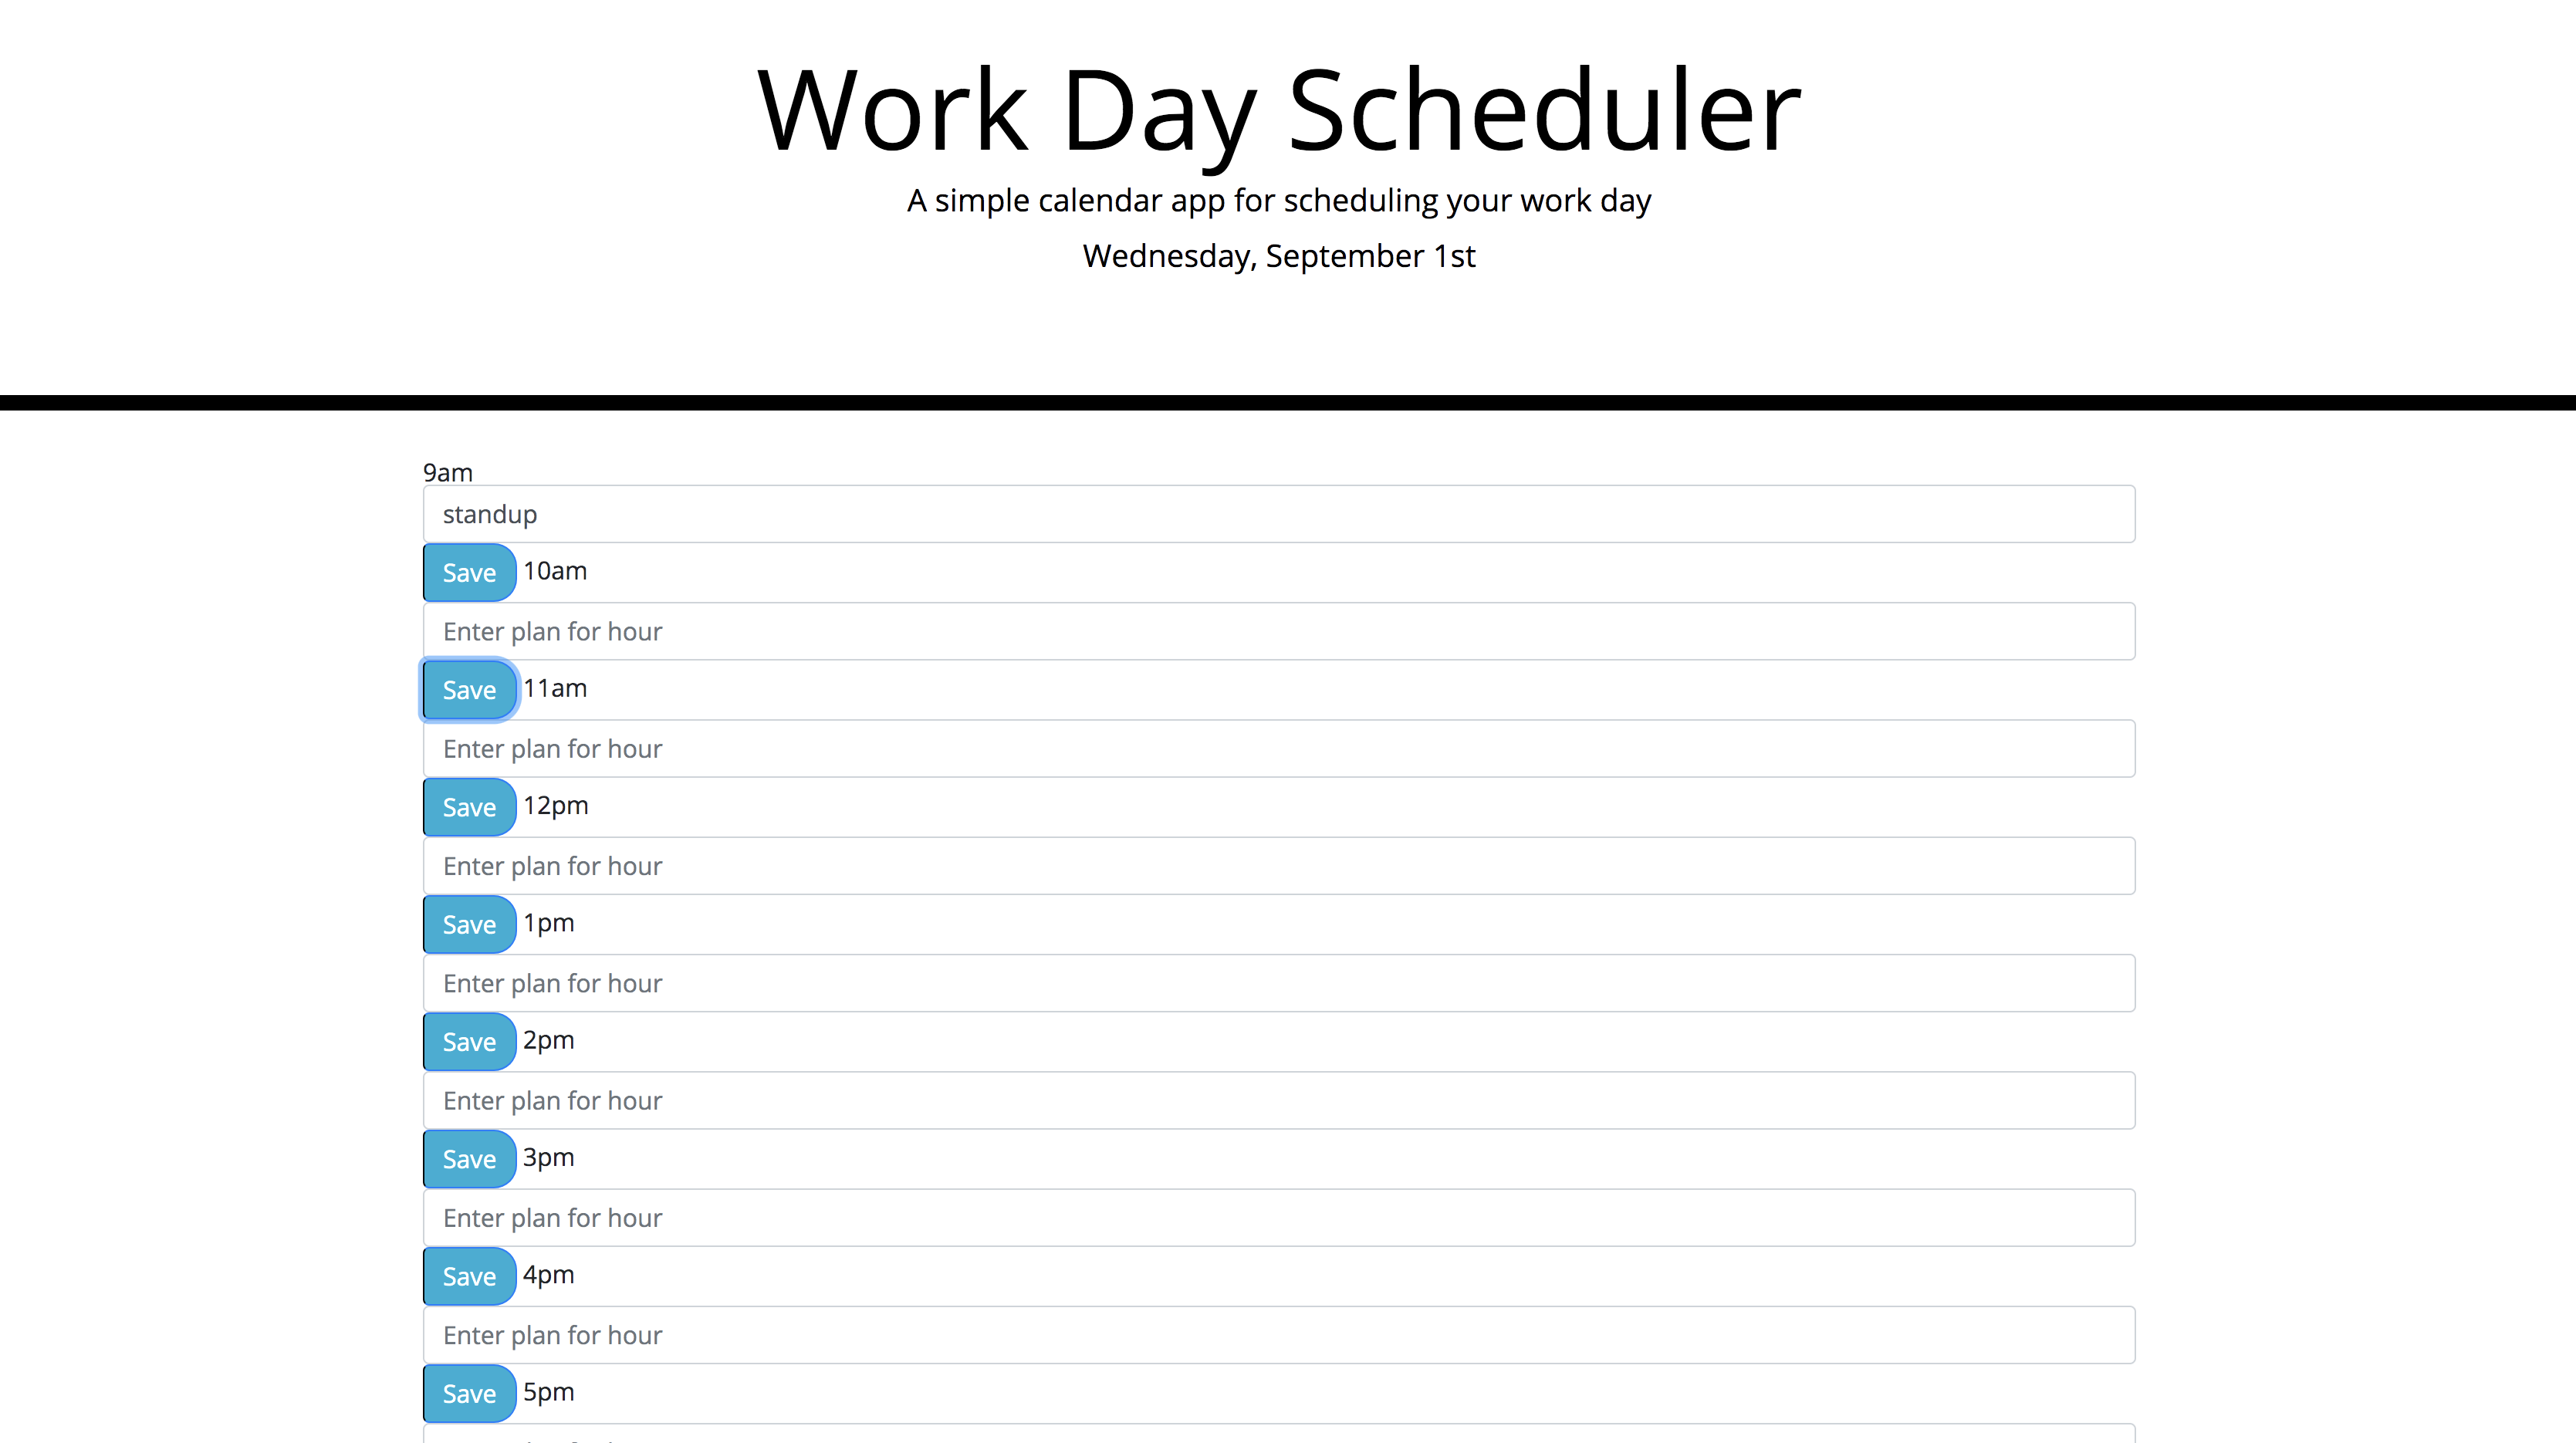 Work Day Scheduler
A simple calendar app for scheduling your work day
Wednesday, September 1st
9am
standup
Save 10am
Enter plan for hour
Save 11am
Enter plan for hour
Save 12pm
Enter plan for hour
Save 1pm
Enter plan for hour
Save 2pm
Enter plan for hour
Save 3pm
Enter plan for hour
Save 4pm
Enter plan for hour
Save 5pm